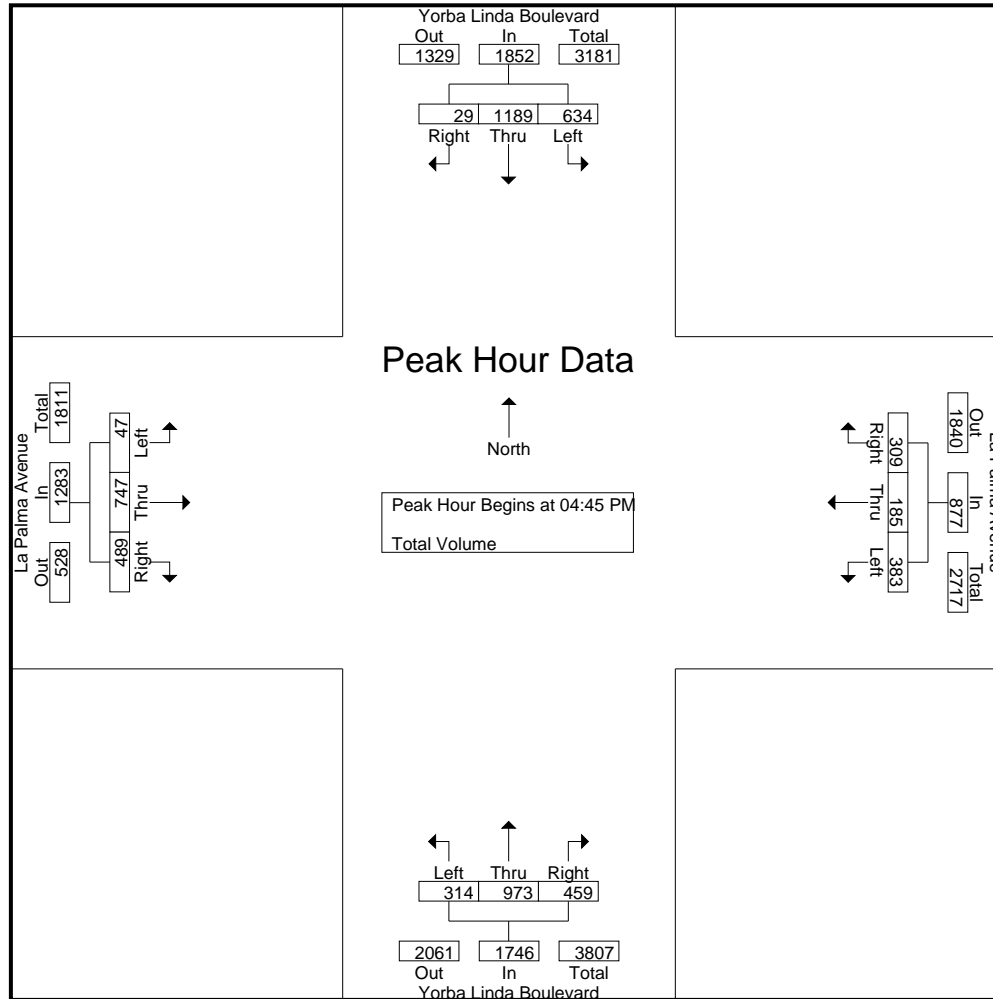 Yorba Linda Boulevard
Out In Total
1329 1852 3181
29 1189 634
Right Thru Left
Peak Hour Data
North
Peak Hour Begins at 04:45 PM
Total Volume
La Palma Avenue
Out In Total
528 1283 1811
489 747 47
Right Thru Left
Out In Total
1840 877 2717
309 185 383
Right Thru Left
La Palma Avenue
Left Thru Right
314 973 459
2061 1746 3807
Out In Total
Yorba Linda Boulevard